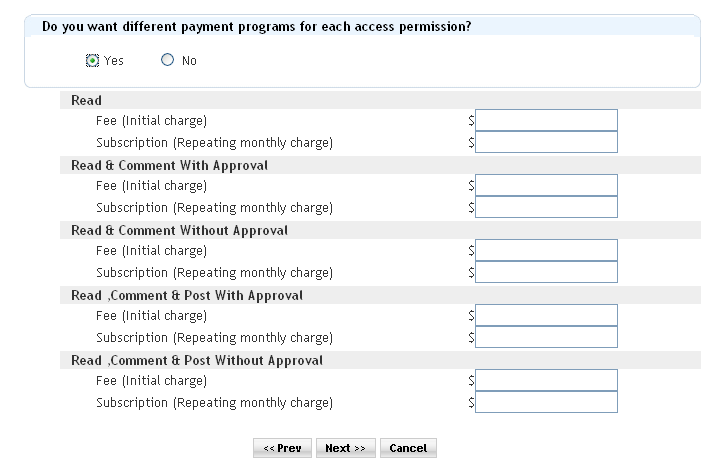 Do you want different payment programs for each access permission?
Yes No
Read
Fee (Initial charge) $
Subscription (Repeating monthly charge) $
Read & Comment With Approval
Fee (Initial charge) $
Subscription (Repeating monthly charge) $
Read & Comment Without Approval
Fee (Initial charge) $
Subscription (Repeating monthly charge) $
Read ,Comment & Post With Approval
Fee (Initial charge) $
Subscription (Repeating monthly charge) $
Read ,Comment & Post Without Approval
Fee (Initial charge) $
Subscription (Repeating monthly charge) $
<< Prev Next >> Cancel